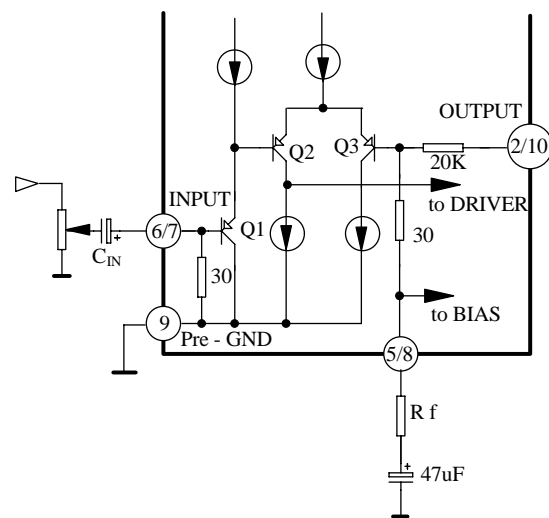 OUTPUT
2/10
Q2
Q3
20K
INPUT
to DRIVER
6/7
Q1
C_IN
30
30
9
Pre - GND
to BIAS
5/8
R f
47uF